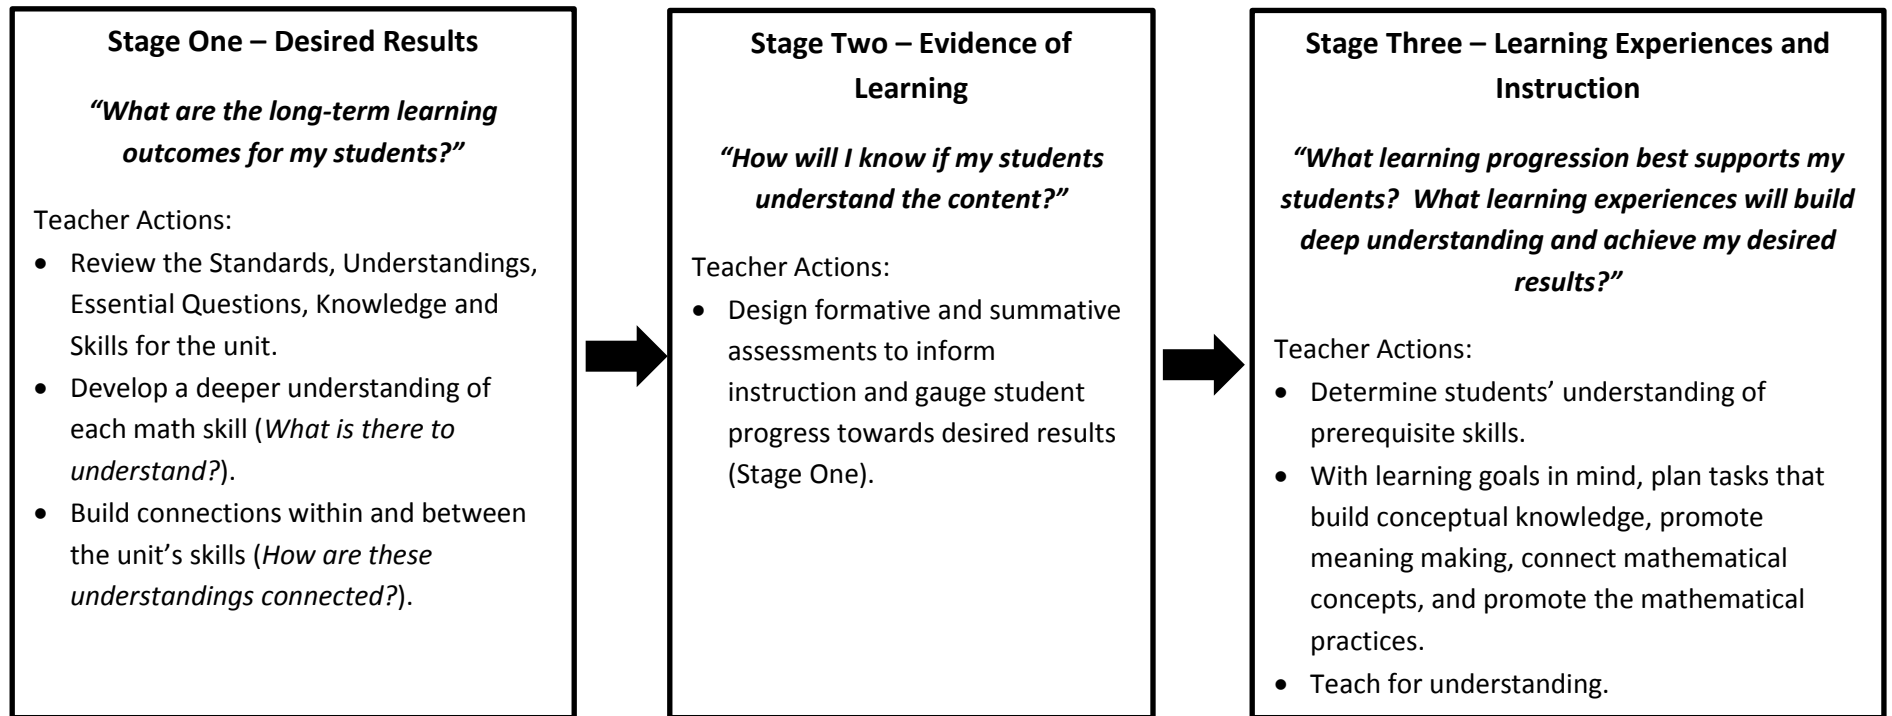 Stage One – Desired Results
“What are the long-term learning
outcomes for my students?”
Teacher Actions:
• Review the Standards, Understandings,
Essential Questions, Knowledge and
Skills for the unit.
• Develop a deeper understanding of
each math skill (What is there to
understand?).
• Build connections within and between
the unit’s skills (How are these
understandings connected?).
Stage Two – Evidence of
Learning
“How will I know if my students
understand the content?”
Teacher Actions:
• Design formative and summative
assessments to inform
instruction and gauge student
progress towards desired results
(Stage One).
Stage Three – Learning Experiences and
Instruction
“What learning progression best supports my
students?  What learning experiences will build
deep understanding and achieve my desired
results?”
Teacher Actions:
• Determine students’ understanding of
prerequisite skills.
• With learning goals in mind, plan tasks that
build conceptual knowledge, promote
meaning making, connect mathematical
concepts, and promote the mathematical
practices.
• Teach for understanding.